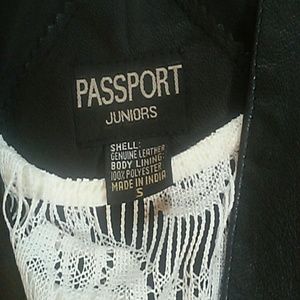 PASSPORT
JUNIORS
SHELL:
GENUINE LEATHER
BODY LINING:
100% POLYESTER
MADE IN INDIA
S